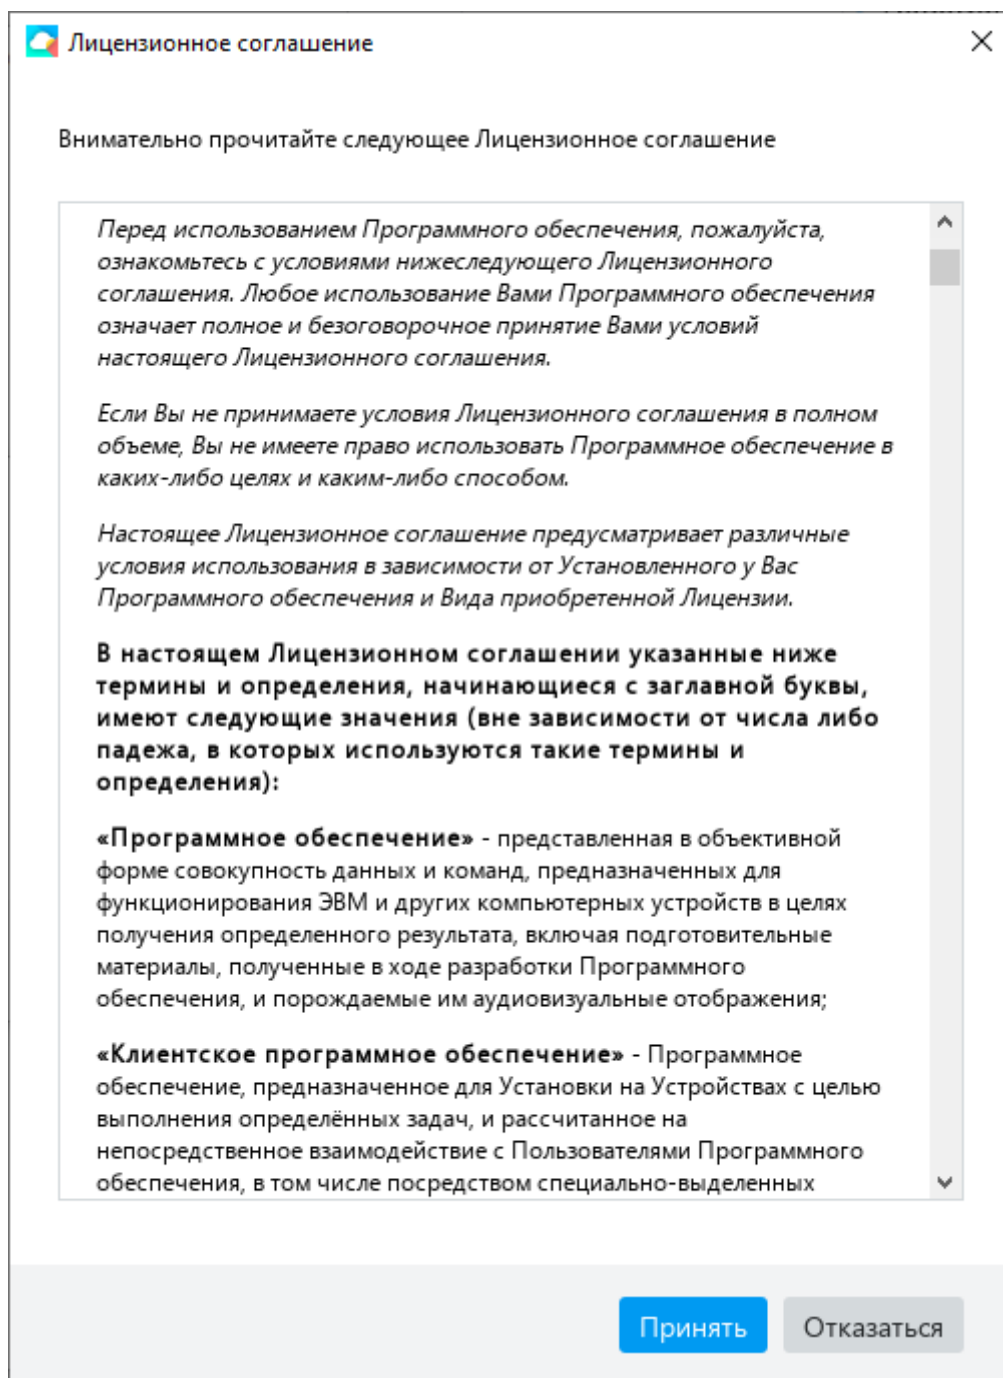 Лицензионное соглашение
Внимательно прочитайте следующее Лицензионное соглашение
Перед использованием Программного обеспечения, пожалуйста,
ознакомьтесь с условиями нижеследующего Лицензионного
соглашения. Любое использование Вами Программного обеспечения
означает полное и безоговорочное принятие Вами условий
настоящего Лицензионного соглашения.
Если Вы не принимаете условия Лицензионного соглашения в полном
объеме, Вы не имеете право использовать Программное обеспечение в
каких-либо целях и каким-либо способом.
Настоящее Лицензионное соглашение предусматривает различные
условия использования в зависимости от Установленного у Вас
Программного обеспечения и Вида приобретенной Лицензии.
В настоящем Лицензионном соглашении указанные ниже
термины и определения, начинающиеся с заглавной буквы,
имеют следующие значения (вне зависимости от числа либо
падежа, в которых используются такие термины и
определения):
«Программное обеспечение» - представленная в объективной
форме совокупность данных и команд, предназначенных для
функционирования ЭВМ и других компьютерных устройств в целях
получения определенного результата, включая подготовительные
материалы, полученные в ходе разработки Программного
обеспечения, и порождаемые им аудиовизуальные отображения;
«Клиентское программное обеспечение» - Программное
обеспечение, предназначенное для Установки на Устройствах с целью
выполнения определённых задач, и рассчитанное на
непосредственное взаимодействие с Пользователями Программного
обеспечения, в том числе посредством специально-выделенных
Принять
Отказаться